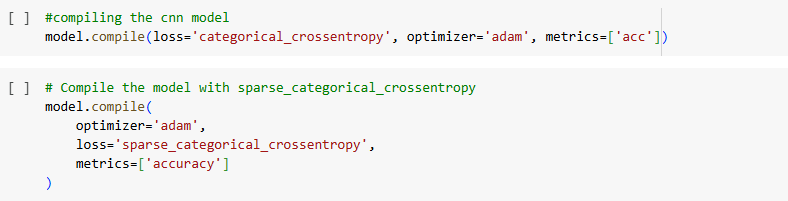 [ ] #compiling the cnn model
model.compile(loss='categorical_crossentropy', optimizer='adam', metrics=['acc'])
[ ] # Compile the model with sparse_categorical_crossentropy
model.compile(
    optimizer='adam',
    loss='sparse_categorical_crossentropy',
    metrics=['accuracy']
)